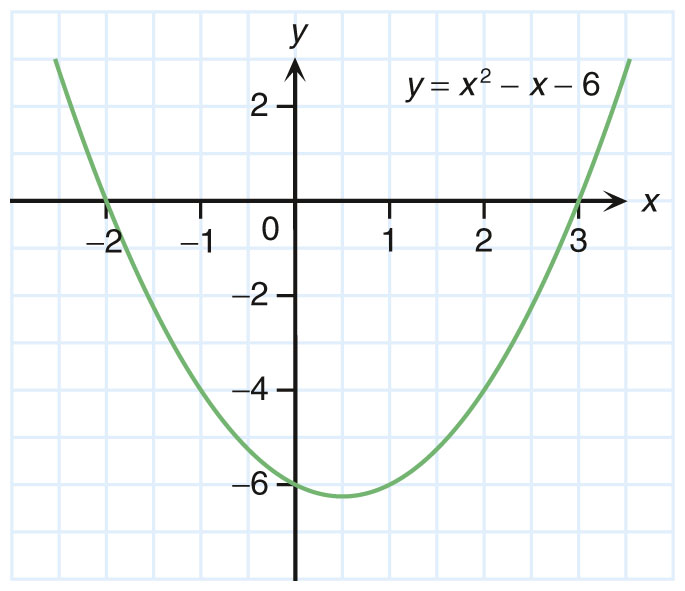 y
y = x² – x – 6
2
x
0
–2 –1 1 2 3
–2
–4
–6